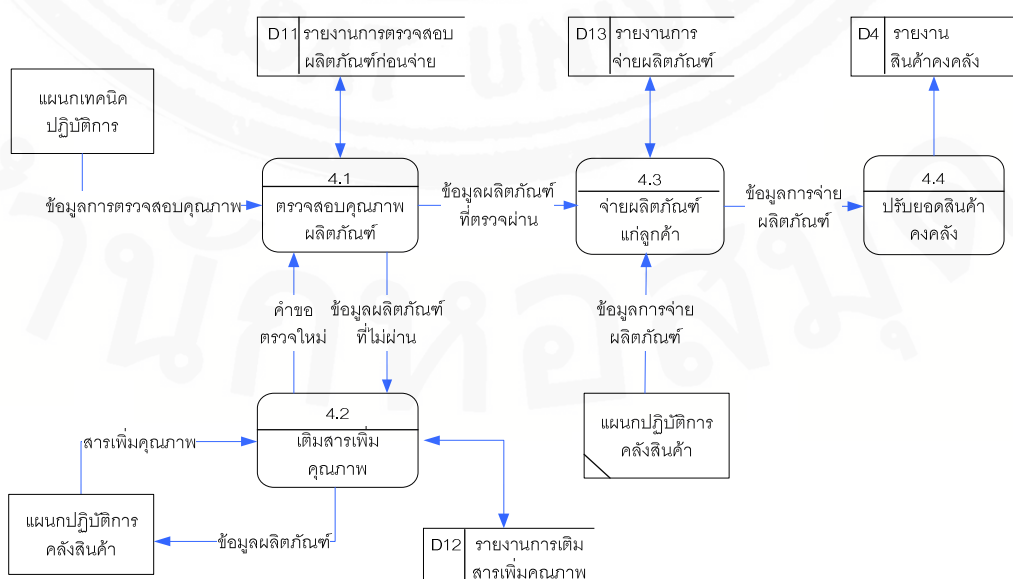 D11 รายงานการตรวจสอบ
ผลิตภัณฑ์ก่อนจ่าย
D13 รายงานการ
จ่ายผลิตภัณฑ์
D4 รายงาน
สินค้าคงคลัง
แผนกเทคนิค
ปฏิบัติการ
ข้อมูลการตรวจสอบคุณภาพ
4.1
ตรวจสอบคุณภาพ
ผลิตภัณฑ์
ข้อมูลผลิตภัณฑ์
ที่ตรวจผ่าน
4.3
จ่ายผลิตภัณฑ์
แก่ลูกค้า
ข้อมูลการจ่าย
ผลิตภัณฑ์
4.4
ปรับยอดสินค้า
คงคลัง
คำขอ
ตรวจใหม่
ข้อมูลผลิตภัณฑ์
ที่ไม่ผ่าน
ข้อมูลการจ่าย
ผลิตภัณฑ์
4.2
เติมสารเพิ่ม
คุณภาพ
แผนกปฏิบัติการ
คลังสินค้า
สารเพิ่มคุณภาพ
แผนกปฏิบัติการ
คลังสินค้า
ข้อมูลผลิตภัณฑ์
D12 รายงานการเติม
สารเพิ่มคุณภาพ